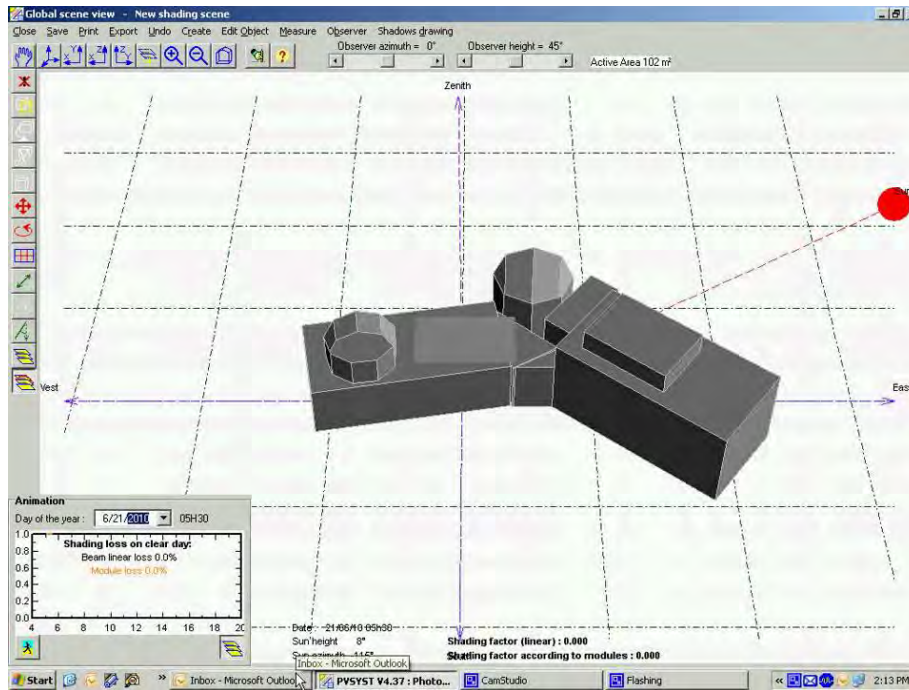 Global scene view - New shading scene
Close Save Print Export Undo Create Edit Object Measure Observer Shadows drawing
Observer azimuth = 0° Observer height = 45°
Active Area 102 m²
Zenith
Vest
Eas
Animation
Day of the year : 6/21/2010 05H30
Shading loss on clear day:
Beam linear loss 0.0%
Module loss 0.0%
1.0
0.8
0.6
0.4
0.2
0.0
4 6 8 10 12 14 16 18 20
Date : 21/06/10 05h30
Sun height 8°
Shading factor (linear) : 0.000
Shading factor according to modules : 0.000
Inbox - Microsoft Outlook
Start Inbox - Microsoft Outloo PVSYST V4.37 : Photo... CamStudio Flashing 2:13 PM